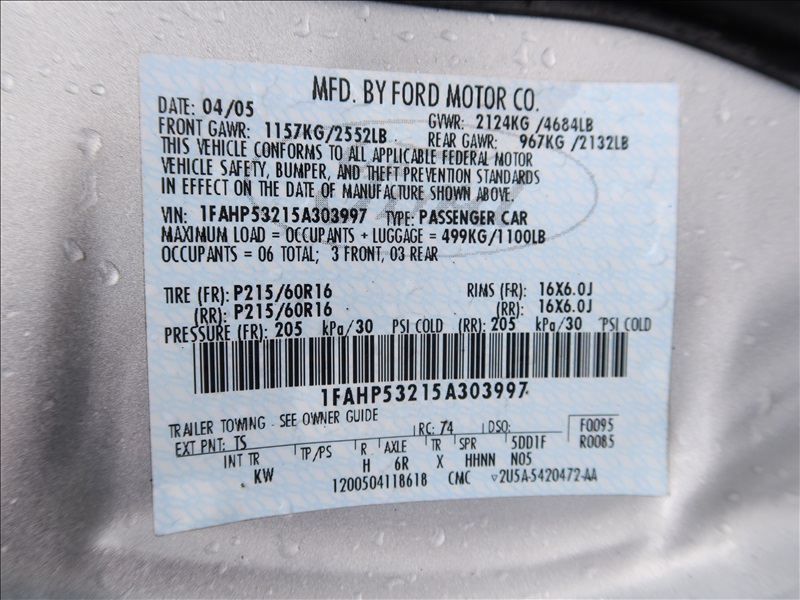 MFD. BY FORD MOTOR CO.
DATE: 04/05 GVWR: 2124KG /4684LB
FRONT GAWR: 1157KG/2552LB REAR GAWR: 967KG /2132LB
THIS VEHICLE CONFORMS TO ALL APPLICABLE FEDERAL MOTOR
VEHICLE SAFETY, BUMPER, AND THEFT PREVENTION STANDARDS
IN EFFECT ON THE DATE OF MANUFACTURE SHOWN ABOVE.
VIN: 1FAHP53215A303997 TYPE: PASSENGER CAR
MAXIMUM LOAD = OCCUPANTS + LUGGAGE = 499KG/1100LB
OCCUPANTS = 06 TOTAL; 3 FRONT, 03 REAR
TIRE (FR): P215/60R16 RIMS (FR): 16X6.0J
(RR): P215/60R16 (RR): 16X6.0J
PRESSURE (FR): 205 kPa/30 PSI COLD (RR): 205 kPa/30 PSI COLD
1FAHP53215A303997
TRAILER TOWING - SEE OWNER GUIDE
EXT PNT: TS RC: 74 DSO: F0095
R0085
INT TR TP/PS R AXLE TR SPR 5DD1F
KW H 6R X HHNN N05
1200504118618 CMC 2U5A-5420472-AA